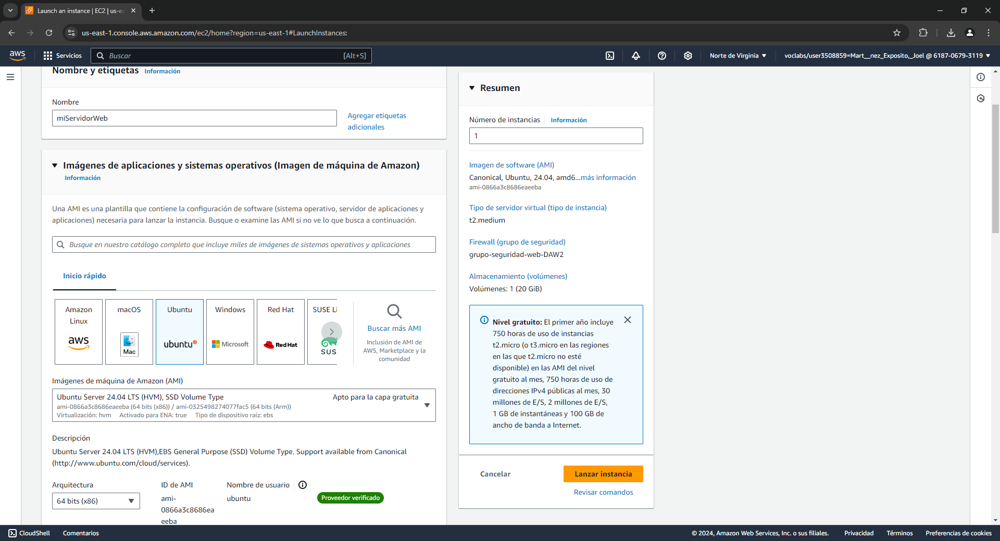 Launch an instance | EC2 | us-ea
us-east-1.console.aws.amazon.com/ec2/home?region=us-east-1#LaunchInstances:
aws
Servicios
Buscar
[Alt+S]
Norte de Virginia
voclabs/user3508859=Mart__nez_Exposito,_Joel @ 6187-0679-3119
Nombre y etiquetas
Información
Nombre
miServidorWeb
Agregar etiquetas
adicionales
Imágenes de aplicaciones y sistemas operativos (Imagen de máquina de Amazon)
Información
Una AMI es una plantilla que contiene la configuración de software (sistema operativo, servidor de aplicaciones y
aplicaciones) necesaria para lanzar la instancia. Busque o examine las AMI si no ve lo que busca a continuación.
Busque en nuestro catálogo completo que incluye miles de imágenes de sistemas operativos y aplicaciones
Inicio rápido
Amazon
Linux
aws
macOS
Mac
Ubuntu
ubuntu
Windows
Microsoft
Red Hat
Red Hat
SUSE Li
SUS
Buscar más AMI
Inclusión de AMI de
AWS, Marketplace y la
comunidad
Imágenes de máquina de Amazon (AMI)
Ubuntu Server 24.04 LTS (HVM), SSD Volume Type
Apto para la capa gratuita
ami-0866a3c8686eaeeba (64 bits (x86)) / ami-0325498274077fac5 (64 bits (Arm))
Virtualización: hvm Activado para ENA: true Tipo de dispositivo raíz: ebs
Descripción
Ubuntu Server 24.04 LTS (HVM),EBS General Purpose (SSD) Volume Type. Support available from Canonical
(http://www.ubuntu.com/cloud/services).
Arquitectura
64 bits (x86)
ID de AMI
ami-
0866a3c8686ea
eeba
Nombre de usuario
ubuntu
Proveedor verificado
Resumen
Número de instancias
Información
1
Imagen de software (AMI)
Canonical, Ubuntu, 24.04, amd6...más información
ami-0866a3c8686eaeeba
Tipo de servidor virtual (tipo de instancia)
t2.medium
Firewall (grupo de seguridad)
grupo-seguridad-web-DAW2
Almacenamiento (volúmenes)
Volúmenes: 1 (20 GiB)
Nivel gratuito: El primer año incluye
750 horas de uso de instancias
t2.micro (o t3.micro en las regiones
en las que t2.micro no esté
disponible) en las AMI del nivel
gratuito al mes, 750 horas de uso de
direcciones IPv4 públicas al mes, 30
millones de E/S, 2 millones de E/S,
1 GB de instantáneas y 100 GB de
ancho de banda a Internet.
Cancelar
Lanzar instancia
Revisar comandos
CloudShell
Comentarios
© 2024, Amazon Web Services, Inc. o sus filiales.
Privacidad
Términos
Preferencias de cookies